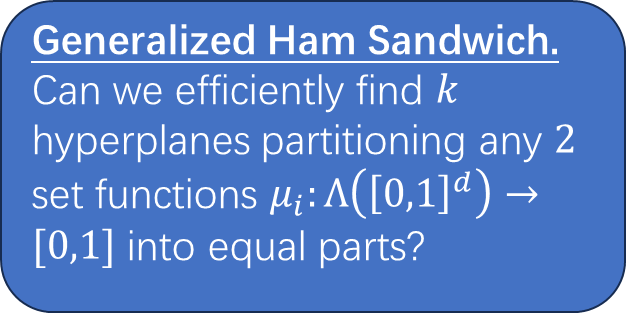 Generalized Ham Sandwich.
Can we efficiently find k
hyperplanes partitioning any 2
set functions μᵢ: Λ([0,1]ᵈ) →
[0,1] into equal parts?